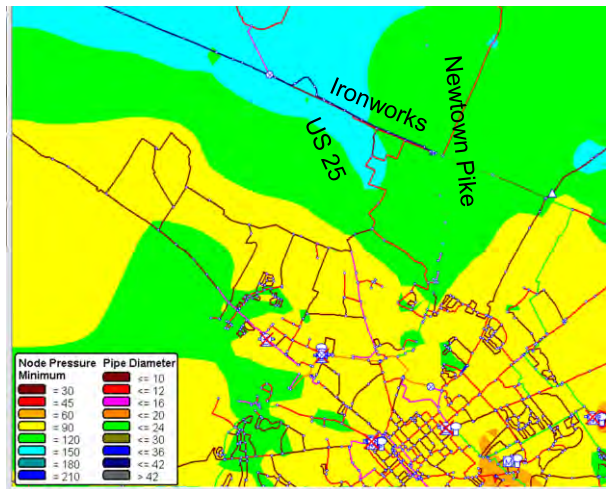 Ironworks
Newtown Pike
US 25
Node Pressure Pipe Diameter
Minimum
= 30 <= 10
= 45 <= 12
= 60 <= 16
= 90 <= 20
= 120 <= 24
= 150 <= 30
= 180 <= 36
= 210 <= 42
> 42